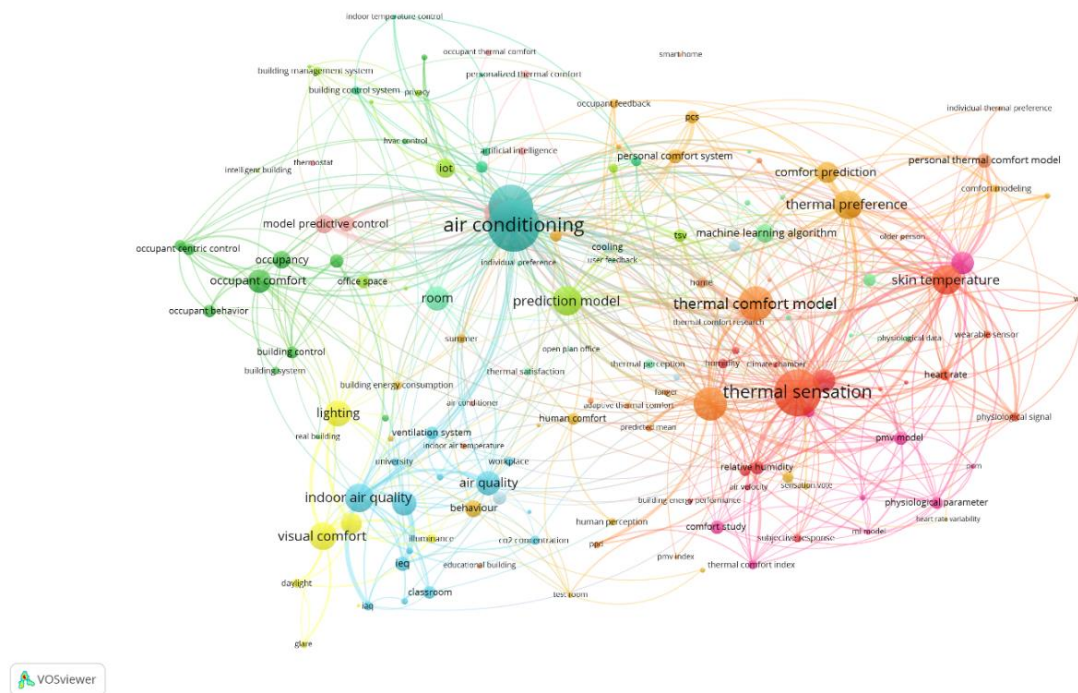 indoor temperature control
occupant thermal comfort
smart home
building management system
personalized thermal comfort
building control system
privacy
occupant feedback
individual thermal preference
pcs
hvac control
artificial intelligence
thermostat
personal comfort system
personal thermal comfort model
intelligent building
iot
comfort prediction
comfort modeling
thermal preference
model predictive control
air conditioning
tsv
machine learning algorithm
older person
occupant centric control
cooling
occupancy
individual preference
user feedback
occupant comfort
office space
home
skin temperature
room
prediction model
thermal comfort model
occupant behavior
thermal comfort research
wearable sensor
summer
physiological data
building control
open plan office
thermal perception
humidity
climate chamber
building system
thermal satisfaction
heart rate
building energy consumption
fanger
thermal sensation
air conditioner
adaptive thermal comfort
lighting
human comfort
physiological signal
real building
ventilation system
predicted mean
pmv model
indoor air temperature
university
workplace
relative humidity
air quality
air velocity
sensation vote
indoor air quality
building energy performance
physiological parameter
behaviour
heart rate variability
human perception
comfort study
ml model
visual comfort
illuminance
co2 concentration
ppd
subjective response
ieq
educational building
pmv index
thermal comfort index
daylight
classroom
test room
iaq
glare
VOSviewer